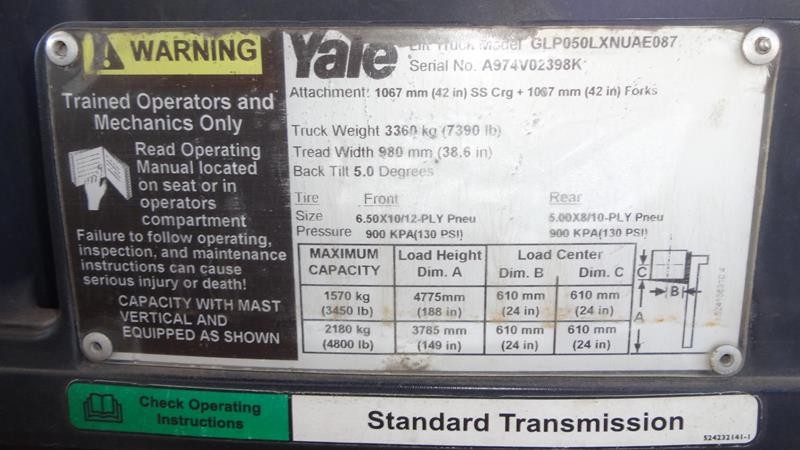 WARNING
Trained Operators and
Mechanics Only
Read Operating
Manual located
on seat or in
operators
compartment
Failure to follow operating,
inspection, and maintenance
instructions can cause
serious injury or death!
CAPACITY WITH MAST
VERTICAL AND
EQUIPPED AS SHOWN
Yale Lift Truck Model GLP050LXNUAE087
Serial No. A974V02398K
Attachment: 1067 mm (42 in) SS Crg + 1067 mm (42 in) Forks
Truck Weight 3360 kg (7390 lb)
Tread Width 980 mm (38.6 in)
Back Tilt 5.0 Degrees
Tire Front Rear
Size 6.50X10/12-PLY Pneu 5.00X8/10-PLY Pneu
Pressure 900 KPA(130 PSI) 900 KPA(130 PSI)
MAXIMUM Load Height Load Center
CAPACITY Dim. A Dim. B Dim. C
1570 kg 4775mm 610 mm 610 mm
(3450 lb) (188 in) (24 in) (24 in)
2180 kg 3785 mm 610 mm 610 mm
(4800 lb) (149 in) (24 in) (24 in)
C
B
A
Check Operating
Instructions
Standard Transmission
524232141-1